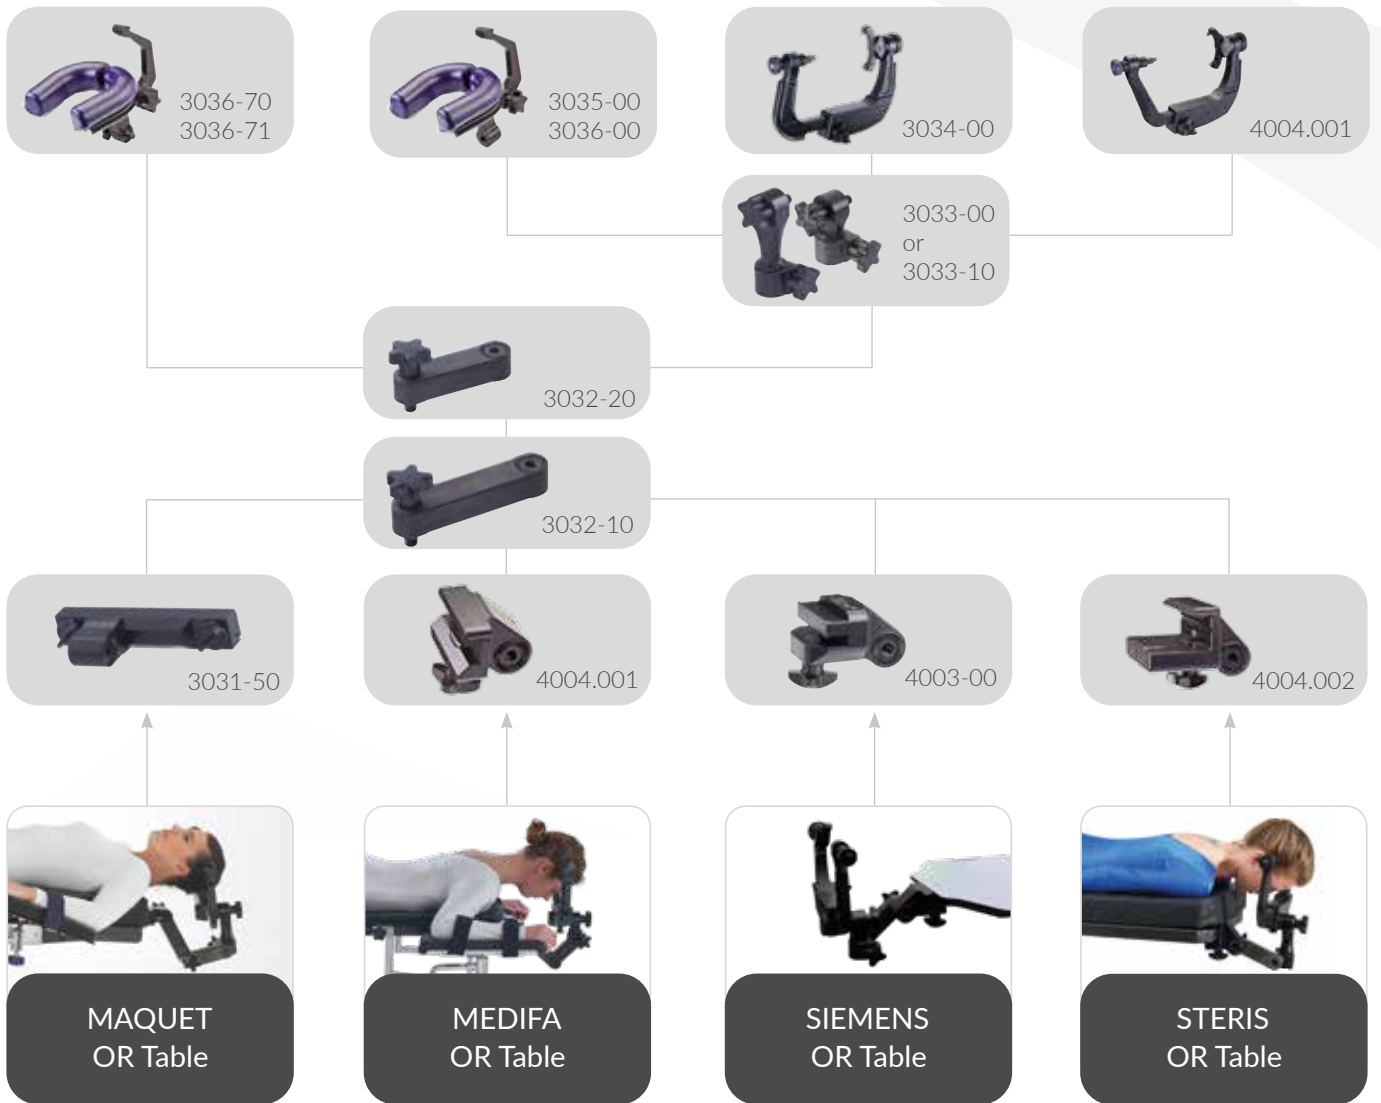 3036-70
3036-71
3035-00
3036-00
3034-00
4004.001
3033-00
or
3033-10
3032-20
3032-10
3031-50
4004.001
4003-00
4004.002
MAQUET
OR Table
MEDIFA
OR Table
SIEMENS
OR Table
STERIS
OR Table